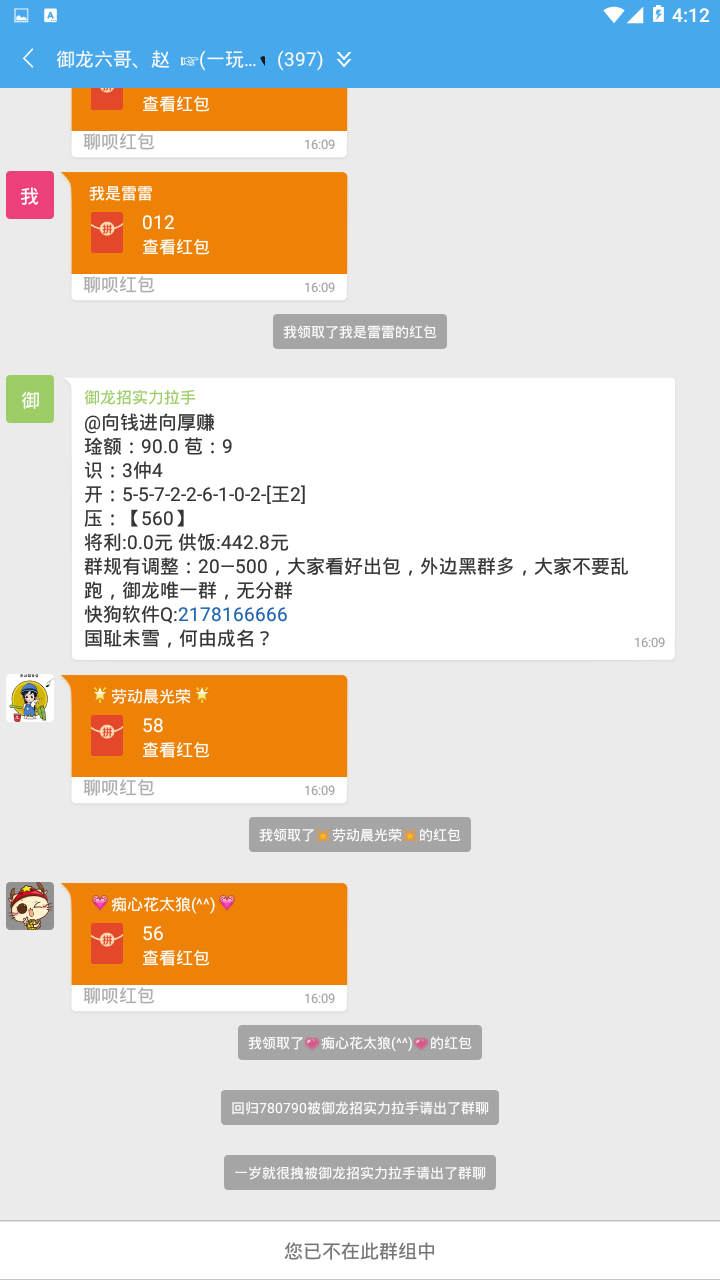 4:12
御龙六哥、赵 ☞(一玩... (397)
查看红包
聊呗红包
16:09
我
我是雷雷
012
查看红包
聊呗红包
16:09
我领取了我是雷雷的红包
御
御龙招实力拉手
@向钱进向厚赚
琻额：90.0 苞：9
识：3仲4
开：5-5-7-2-2-6-1-0-2-[王2]
压：【560】
将利:0.0元 供饭:442.8元
群规有调整：20—500，大家看好出包，外边黑群多，大家不要乱
跑，御龙唯一群，无分群
快狗软件Q:2178166666
国耻未雪，何由成名？
16:09
🌟劳动晨光荣🌟
58
查看红包
聊呗红包
16:09
我领取了🌟劳动晨光荣🌟的红包
💗痴心花太狼(^^)💗
56
查看红包
聊呗红包
16:09
我领取了💗痴心花太狼(^^)💗的红包
回归780790被御龙招实力拉手请出了群聊
一岁就很拽被御龙招实力拉手请出了群聊
您已不在此群组中